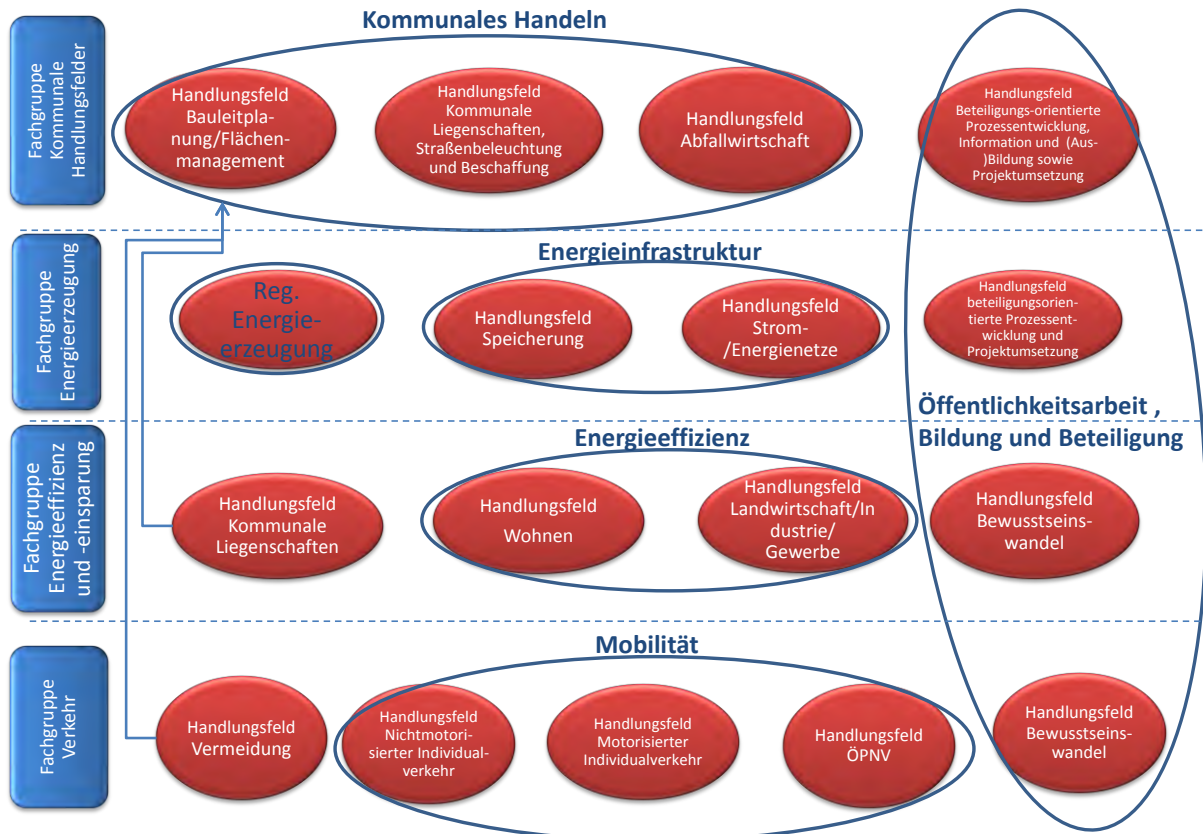 Kommunales Handeln
Fachgruppe
Kommunale
Handlungsfelder
Handlungsfeld
Bauleitpla-
nung/Flächen-
management
Handlungsfeld
Kommunale
Liegenschaften,
Straßenbeleuchtung
und Beschaffung
Handlungsfeld
Abfallwirtschaft
Handlungsfeld
Beteiligungs-orientierte
Prozessentwicklung,
Information und (Aus-
)Bildung sowie
Projektumsetzung
Energieinfrastruktur
Fachgruppe
Energieerzeugung
Reg.
Energie-
erzeugung
Handlungsfeld
Speicherung
Handlungsfeld
Strom-
/Energienetze
Handlungsfeld
beteiligungsorien-
tierte Prozessent-
wicklung und
Projektumsetzung
Öffentlichkeitsarbeit ,
Bildung und Beteiligung
Energieeffizienz
Fachgruppe
Energieeffizienz
und -einsparung
Handlungsfeld
Kommunale
Liegenschaften
Handlungsfeld
Wohnen
Handlungsfeld
Landwirtschaft/In
dustrie/
Gewerbe
Handlungsfeld
Bewusstseins-
wandel
Mobilität
Fachgruppe
Verkehr
Handlungsfeld
Vermeidung
Handlungsfeld
Nichtmotori-
sierter Individual-
verkehr
Handlungsfeld
Motorisierter
Individualverkehr
Handlungsfeld
ÖPNV
Handlungsfeld
Bewusstseins-
wandel